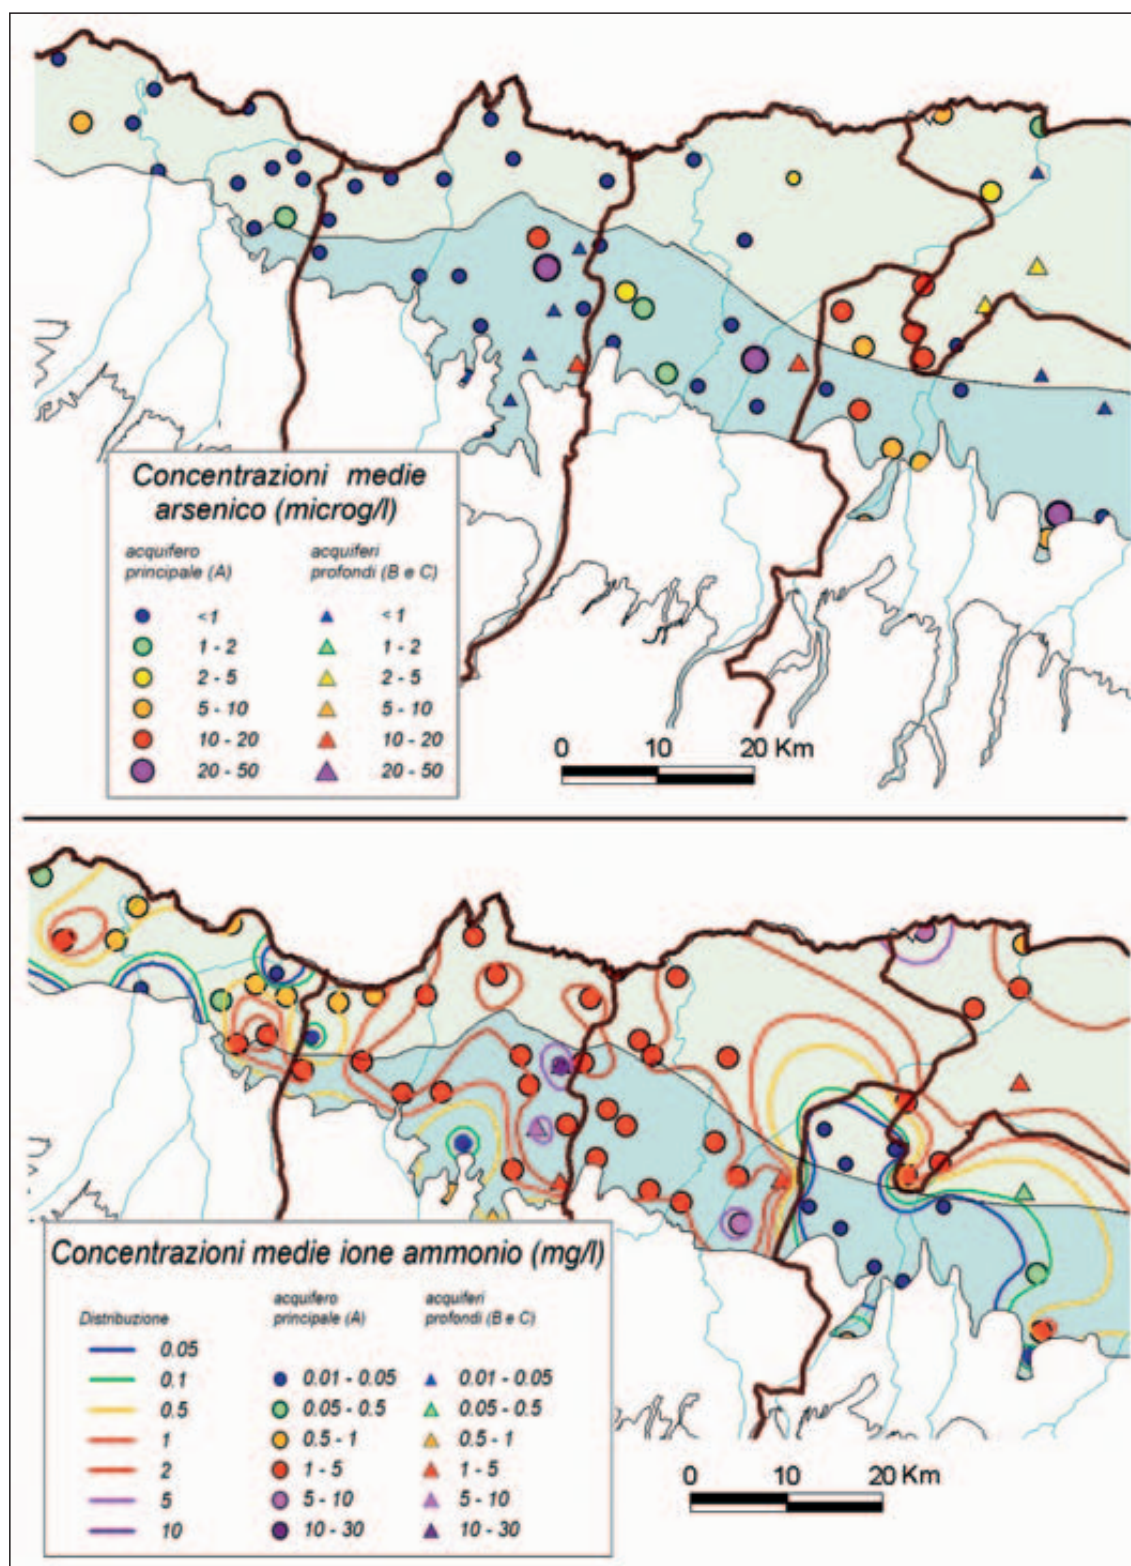 Concentrazioni medie
arsenico (microg/l)
acquifero
principale (A)
acquiferi
profondi (B e C)
<1 <1
1 - 2 1 - 2
2 - 5 2 - 5
5 - 10 5 - 10
10 - 20 10 - 20
20 - 50 20 - 50
0 10 20 Km
Concentrazioni medie ione ammonio (mg/l)
Distribuzione
acquifero
principale (A)
acquiferi
profondi (B e C)
0.05
0.1 0.01 - 0.05 0.01 - 0.05
0.5 0.05 - 0.5 0.05 - 0.5
1 0.5 - 1 0.5 - 1
2 1 - 5 1 - 5
5 5 - 10 5 - 10
10 10 - 30 10 - 30
0 10 20 Km